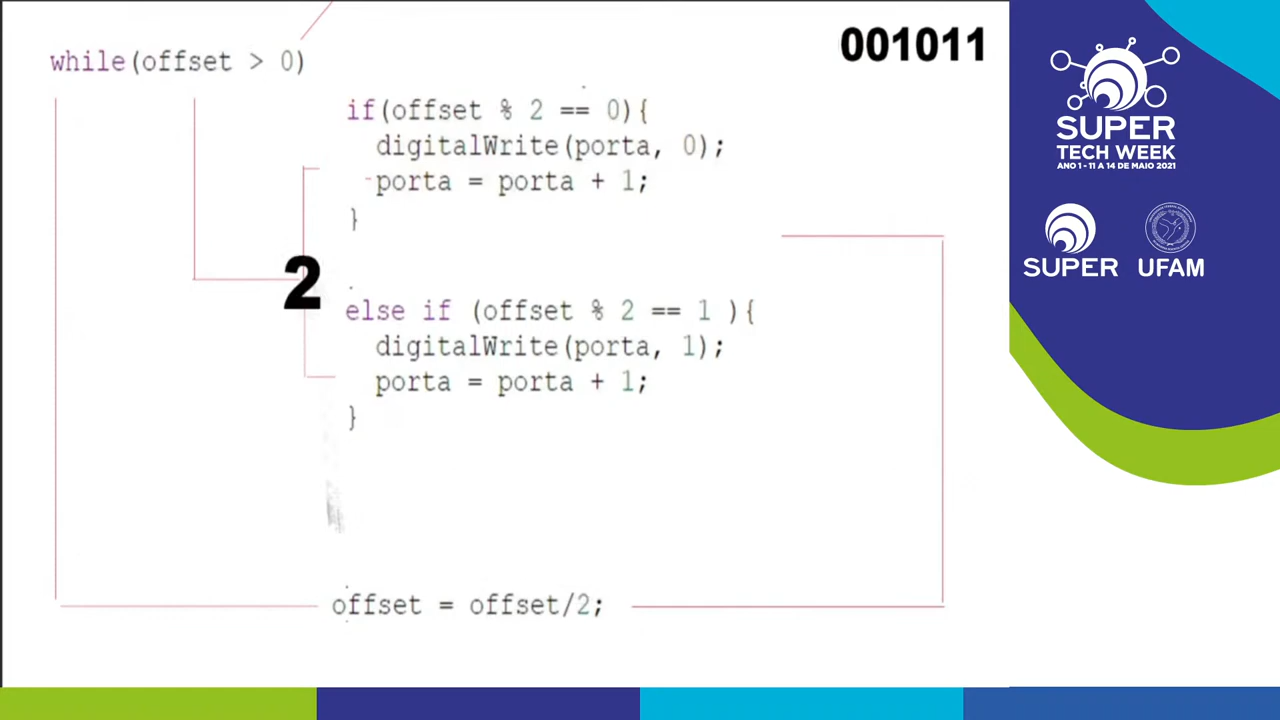 while(offset > 0)
001011
if(offset % 2 == 0){
digitalWrite(porta, 0);
porta = porta + 1;
}
2
else if (offset % 2 == 1 ){
digitalWrite(porta, 1);
porta = porta + 1;
}
offset = offset/2;
SUPER
TECH WEEK
ANO 1 - 11 A 14 DE MAIO 2021
SUPER
UFAM